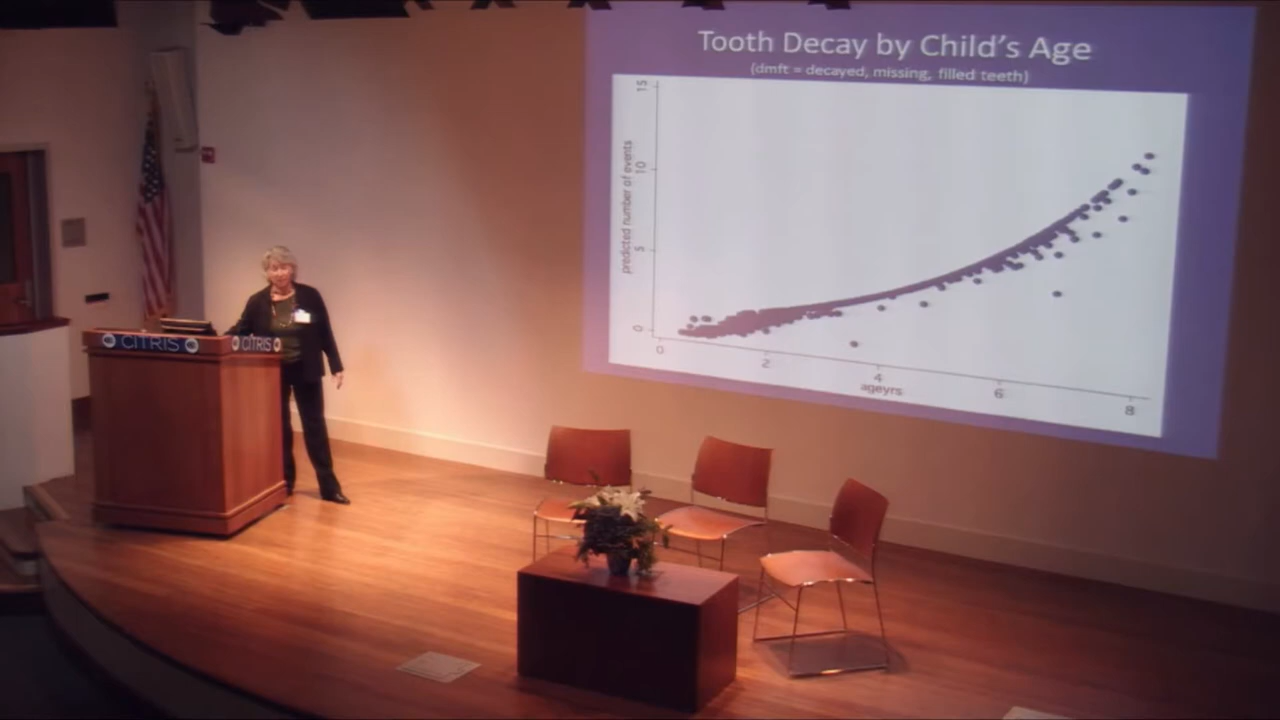 Tooth Decay by Child's Age
(dmft = decayed, missing, filled teeth)
predicted number of events
15
10
5
0
0
2
4
6
8
ageyrs
CITRIS
CITRIS